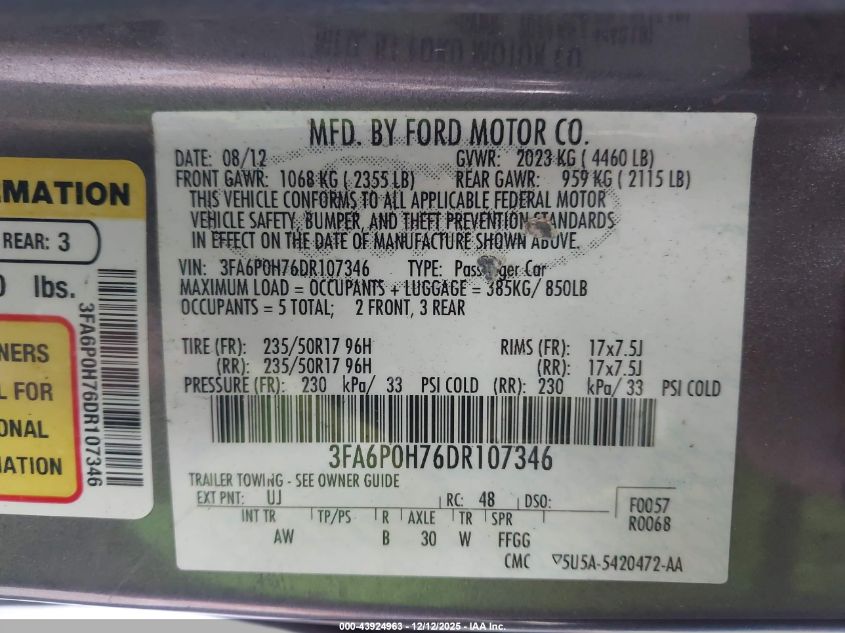 MFD. BY FORD MOTOR CO.
DATE: 08/12 GVWR: 2023 KG ( 4460 LB)
FRONT GAWR: 1068 KG ( 2355 LB) REAR GAWR: 959 KG ( 2115 LB)
THIS VEHICLE CONFORMS TO ALL APPLICABLE FEDERAL MOTOR
VEHICLE SAFETY, BUMPER, AND THEFT PREVENTION STANDARDS
IN EFFECT ON THE DATE OF MANUFACTURE SHOWN ABOVE.
VIN: 3FA6P0H76DR107346 TYPE: Passenger Car
MAXIMUM LOAD = OCCUPANTS + LUGGAGE = 385KG/ 850LB
OCCUPANTS = 5 TOTAL; 2 FRONT, 3 REAR
TIRE (FR): 235/50R17 96H RIMS (FR): 17x7.5J
(RR): 235/50R17 96H (RR): 17x7.5J
PRESSURE (FR): 230 kPa/ 33 PSI COLD (RR): 230 kPa/ 33 PSI COLD
3FA6P0H76DR107346
TRAILER TOWING - SEE OWNER GUIDE
EXT PNT: UJ RC: 48 DSO: F0057
INT TR TP/PS R AXLE TR SPR R0068
AW B 30 W FFGG
CMC ▽5U5A-5420472-AA
RMATION
REAR: 3
0 lbs.
NERS
L FOR
ONAL
MATION
3FA6P0H76DR107346
000-43924963 - 12/12/2025 - IAA Inc.